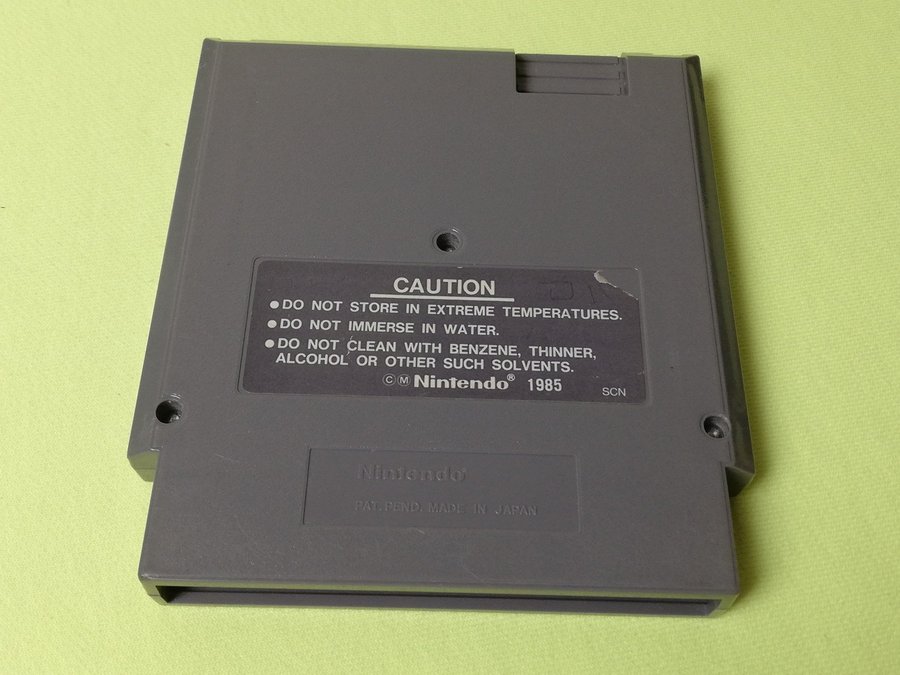 CAUTION
●DO NOT STORE IN EXTREME TEMPERATURES.
●DO NOT IMMERSE IN WATER.
●DO NOT CLEAN WITH BENZENE, THINNER,
ALCOHOL OR OTHER SUCH SOLVENTS.
ⒸⓂ Nintendo® 1985
SCN
Nintendo®
PAT. PEND. MADE IN JAPAN